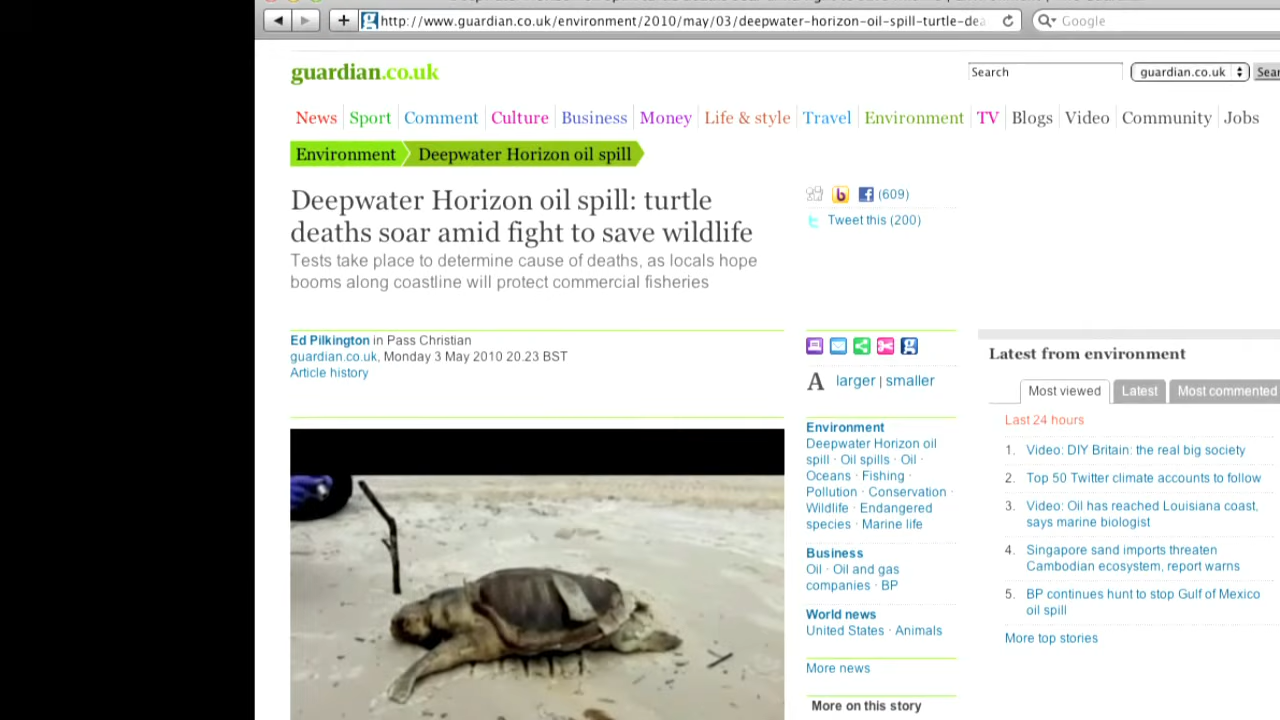 http://www.guardian.co.uk/environment/2010/may/03/deepwater-horizon-oil-spill-turtle-dea
Google
guardian.co.uk
Search
guardian.co.uk
Sear
News Sport Comment Culture Business Money Life & style Travel Environment TV Blogs Video Community Jobs
Environment Deepwater Horizon oil spill
Deepwater Horizon oil spill: turtle
deaths soar amid fight to save wildlife
Tests take place to determine cause of deaths, as locals hope
booms along coastline will protect commercial fisheries
(609)
Tweet this (200)
Ed Pilkington in Pass Christian
guardian.co.uk, Monday 3 May 2010 20.23 BST
Article history
A larger | smaller
Environment
Deepwater Horizon oil
spill · Oil spills · Oil ·
Oceans · Fishing ·
Pollution · Conservation ·
Wildlife · Endangered
species · Marine life
Business
Oil · Oil and gas
companies · BP
World news
United States · Animals
More news
More on this story
Latest from environment
Most viewed Latest Most commented
Last 24 hours
1. Video: DIY Britain: the real big society
2. Top 50 Twitter climate accounts to follow
3. Video: Oil has reached Louisiana coast,
says marine biologist
4. Singapore sand imports threaten
Cambodian ecosystem, report warns
5. BP continues hunt to stop Gulf of Mexico
oil spill
More top stories